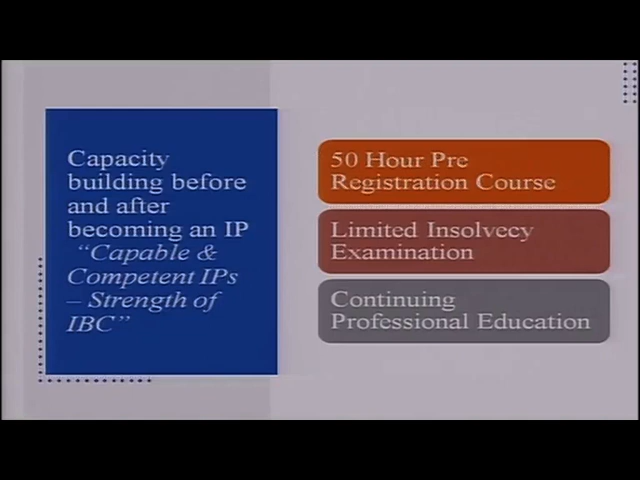 Capacity
building before
and after
becoming an IP
“Capable &
Competent IPs
– Strength of
IBC”
50 Hour Pre
Registration Course
Limited Insolvecy
Examination
Continuing
Professional Education